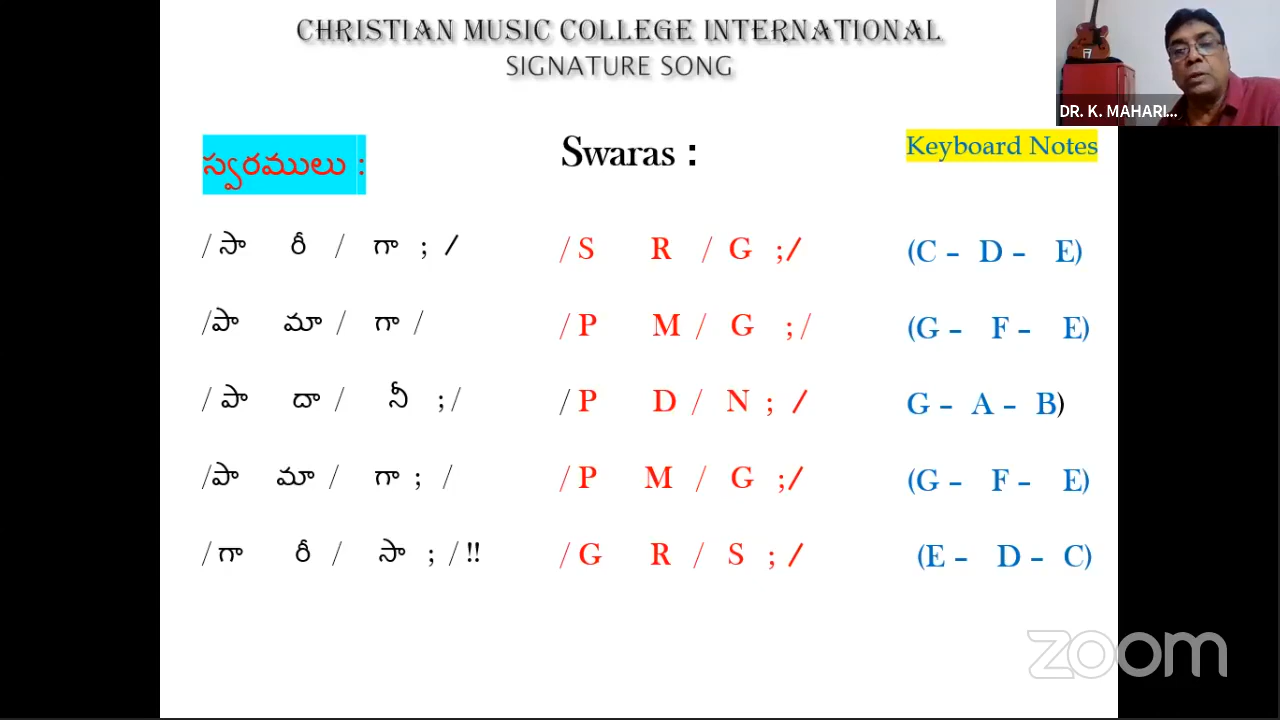 CHRISTIAN MUSIC COLLEGE INTERNATIONAL
SIGNATURE SONG
DR. K. MAHARI...
స్వరములు : Swaras : Keyboard Notes
/ సా రీ / గా ; / / S R / G ;/ (C – D – E)
/పా మా / గా / / P M / G ;/ (G – F – E)
/ పా దా / నీ ; / / P D / N ; / G – A – B)
/పా మా / గా ; / / P M / G ;/ (G – F – E)
/ గా రీ / సా ; / !! / G R / S ; / (E – D – C)
zoom